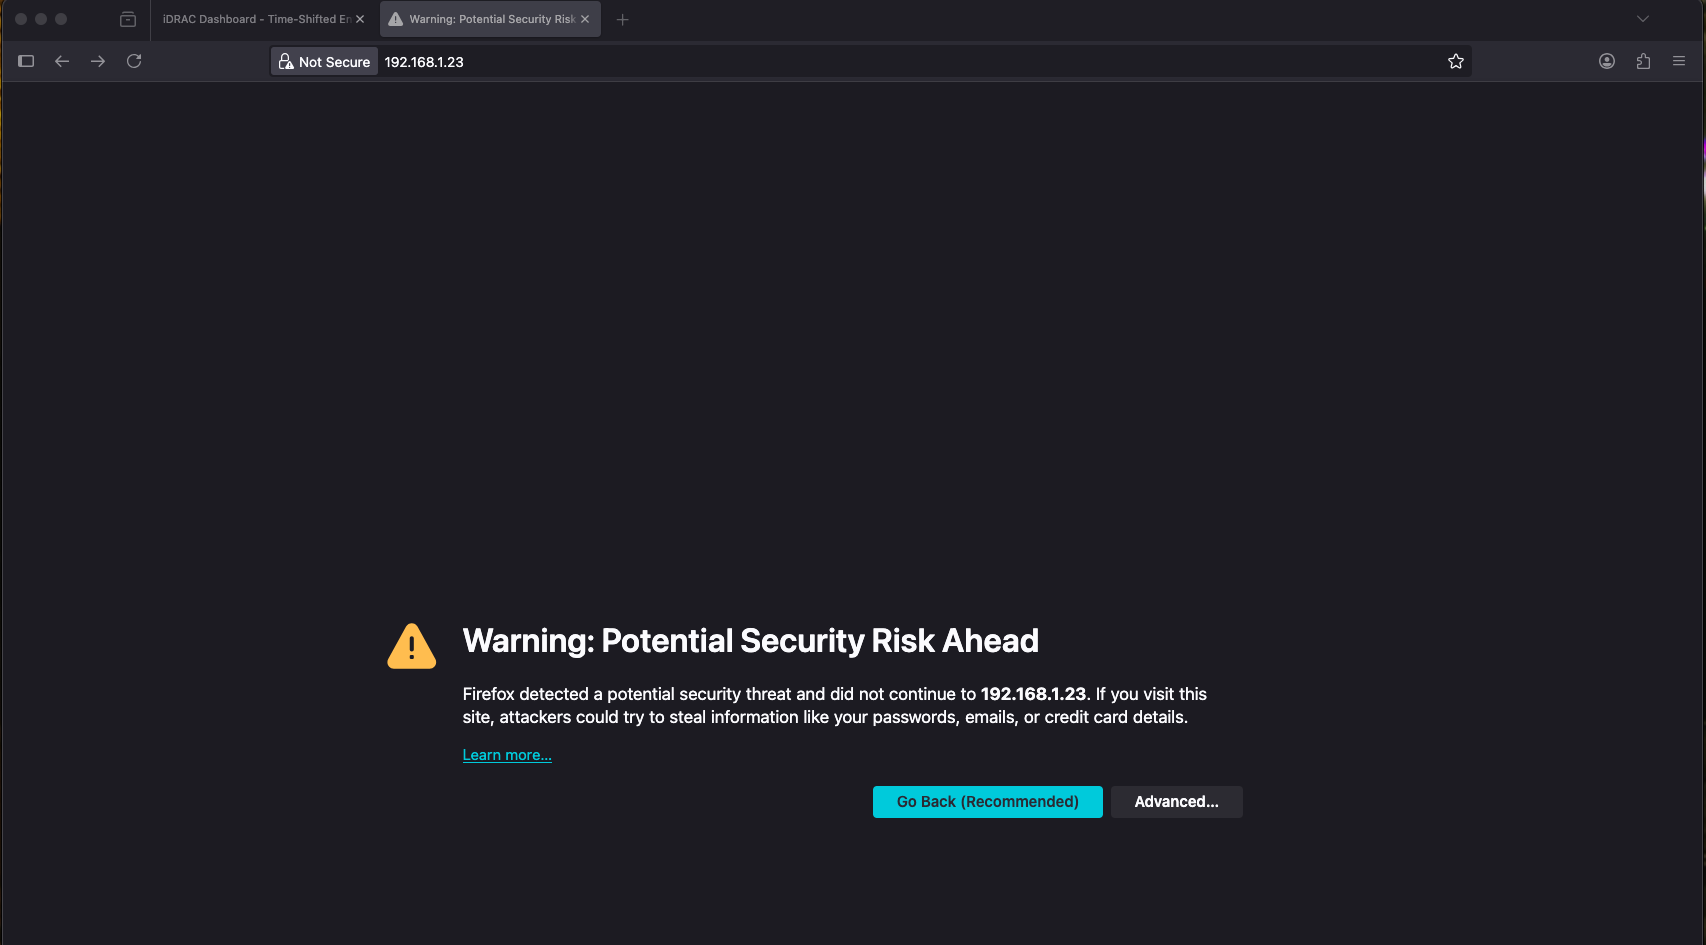 iDRAC Dashboard - Time-Shifted En
Warning: Potential Security Risk
Not Secure
192.168.1.23
Warning: Potential Security Risk Ahead
Firefox detected a potential security threat and did not continue to 192.168.1.23. If you visit this
site, attackers could try to steal information like your passwords, emails, or credit card details.
Learn more...
Go Back (Recommended)
Advanced...